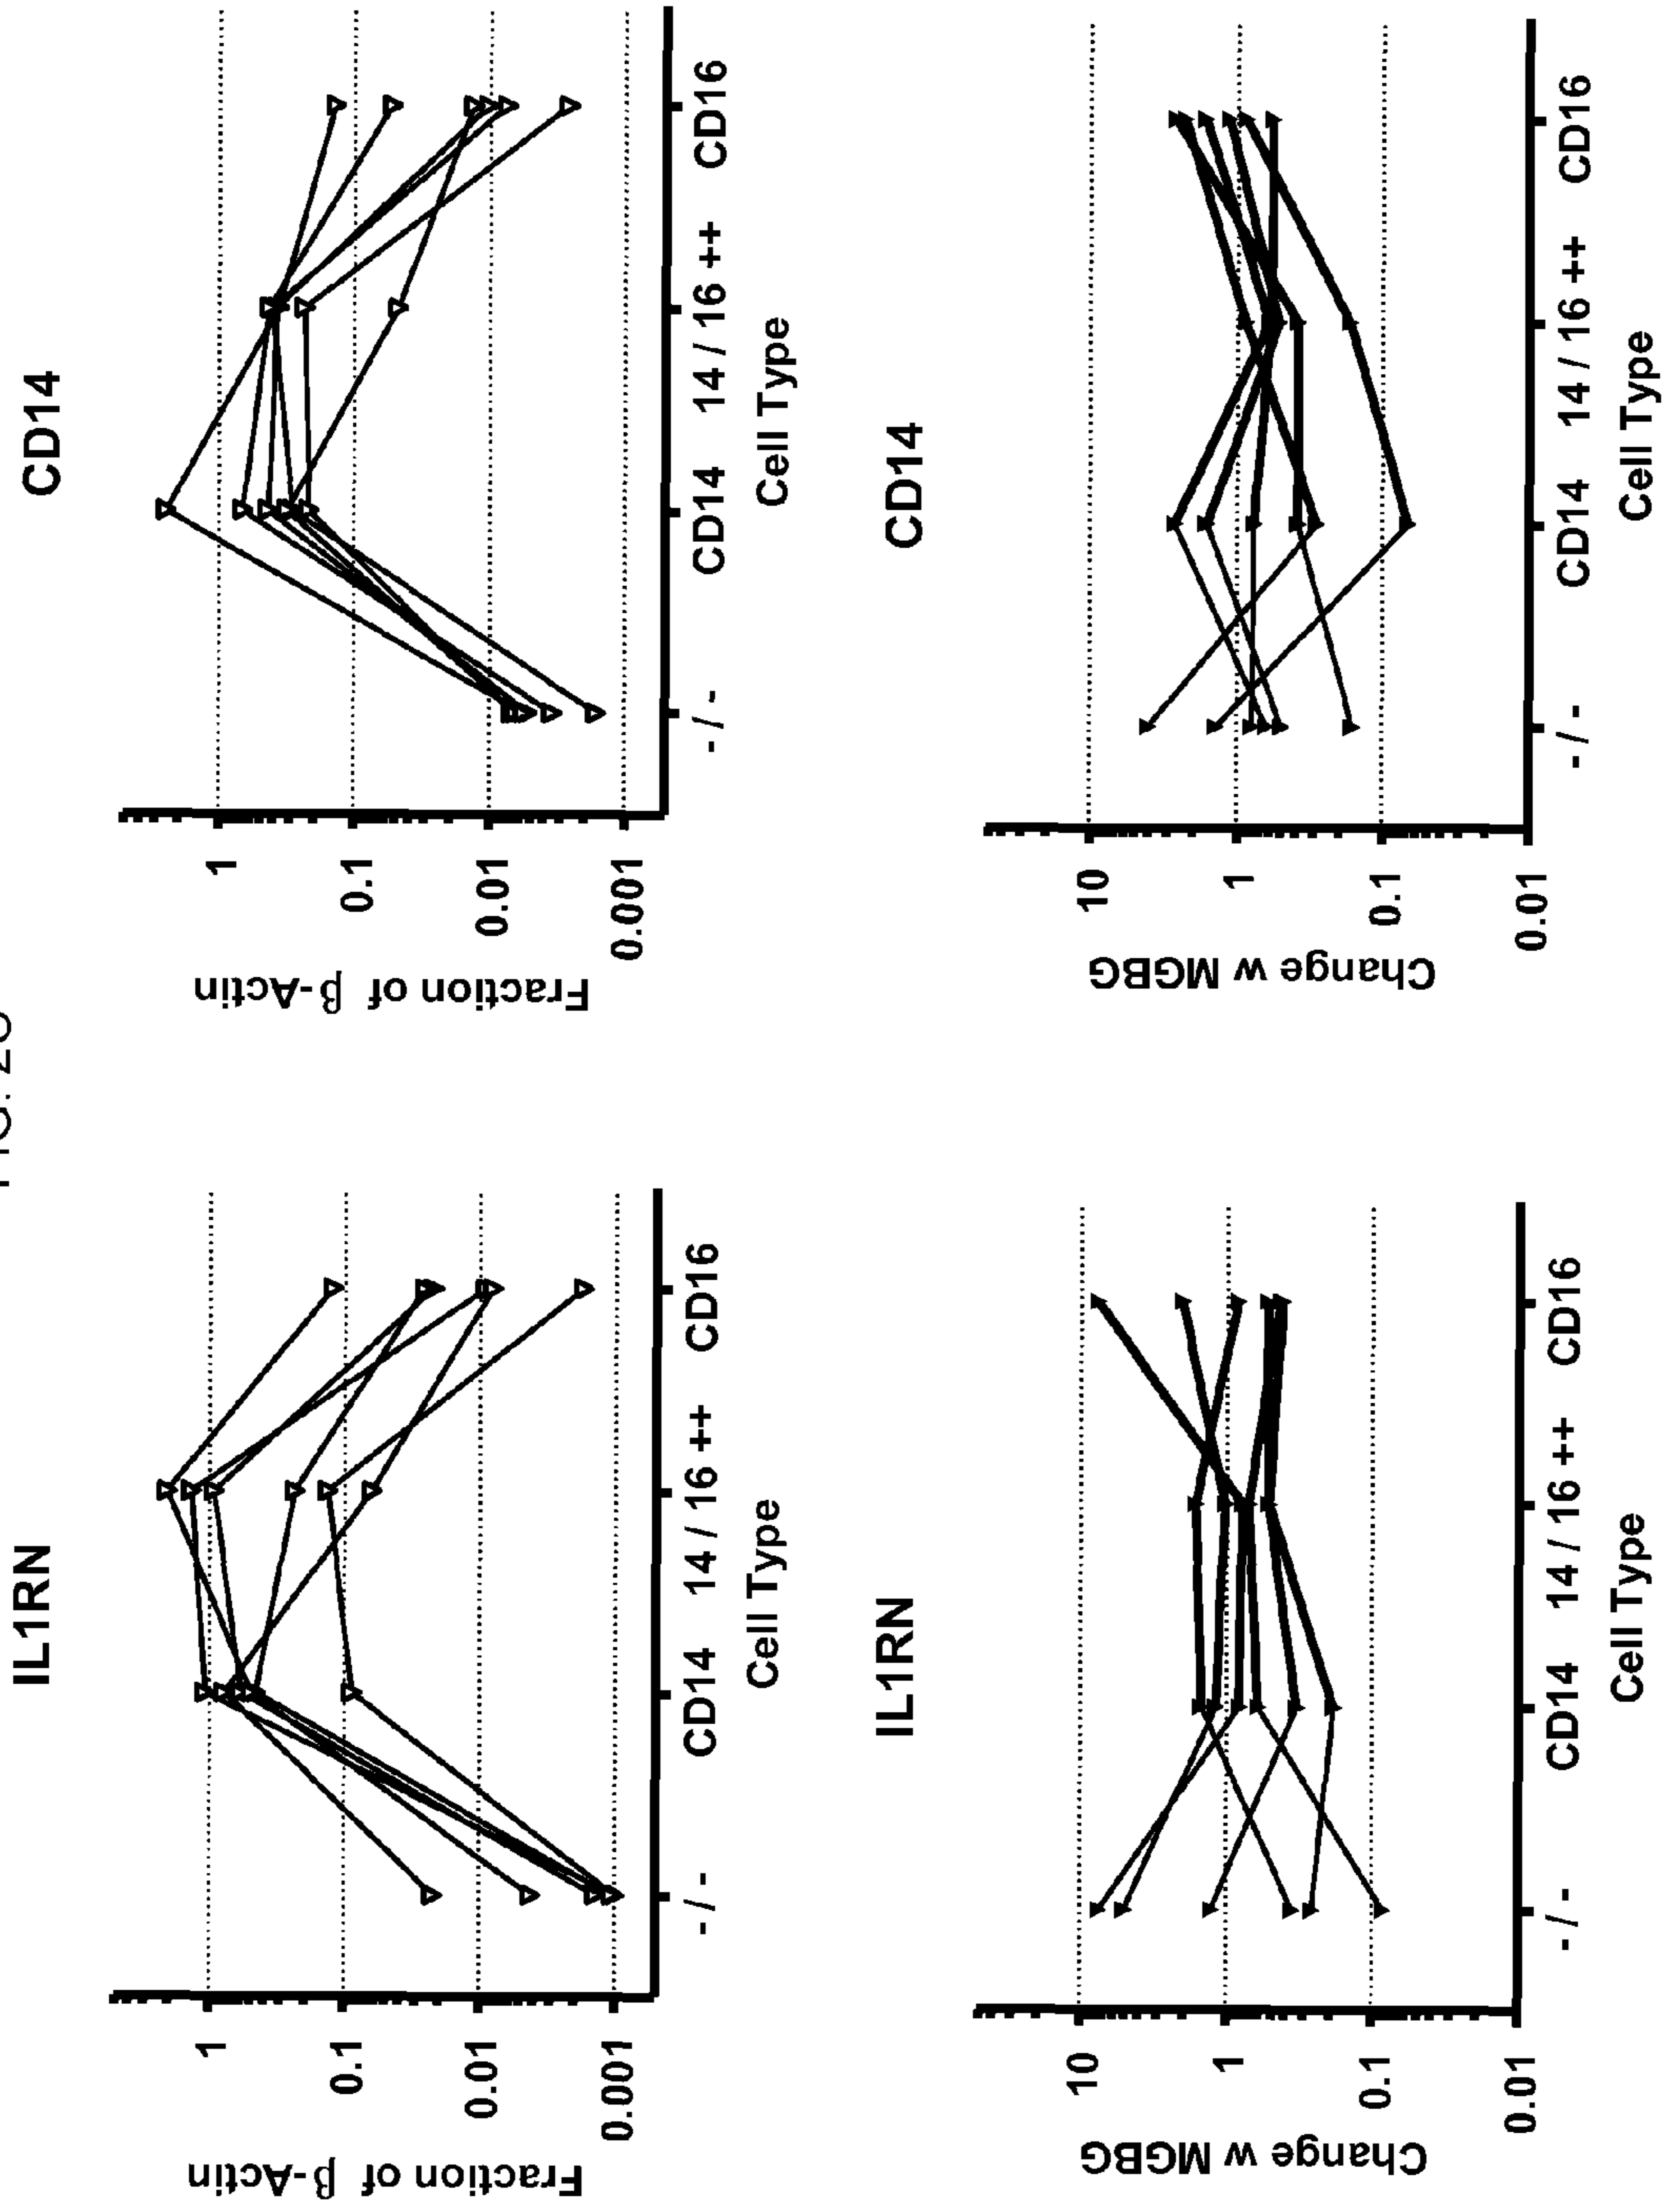 IL1RN
Fraction of β-Actin
1
0.1
0.01
0.001
- / -
CD14
14 / 16 ++
CD16
Cell Type
CD14
Fraction of β-Actin
1
0.1
0.01
0.001
- / -
CD14
14 / 16 ++
CD16
Cell Type
IL1RN
Change w MGBG
10
1
0.1
0.01
- / -
CD14
14 / 16 ++
CD16
Cell Type
CD14
Change w MGBG
10
1
0.1
0.01
- / -
CD14
14 / 16 ++
CD16
Cell Type